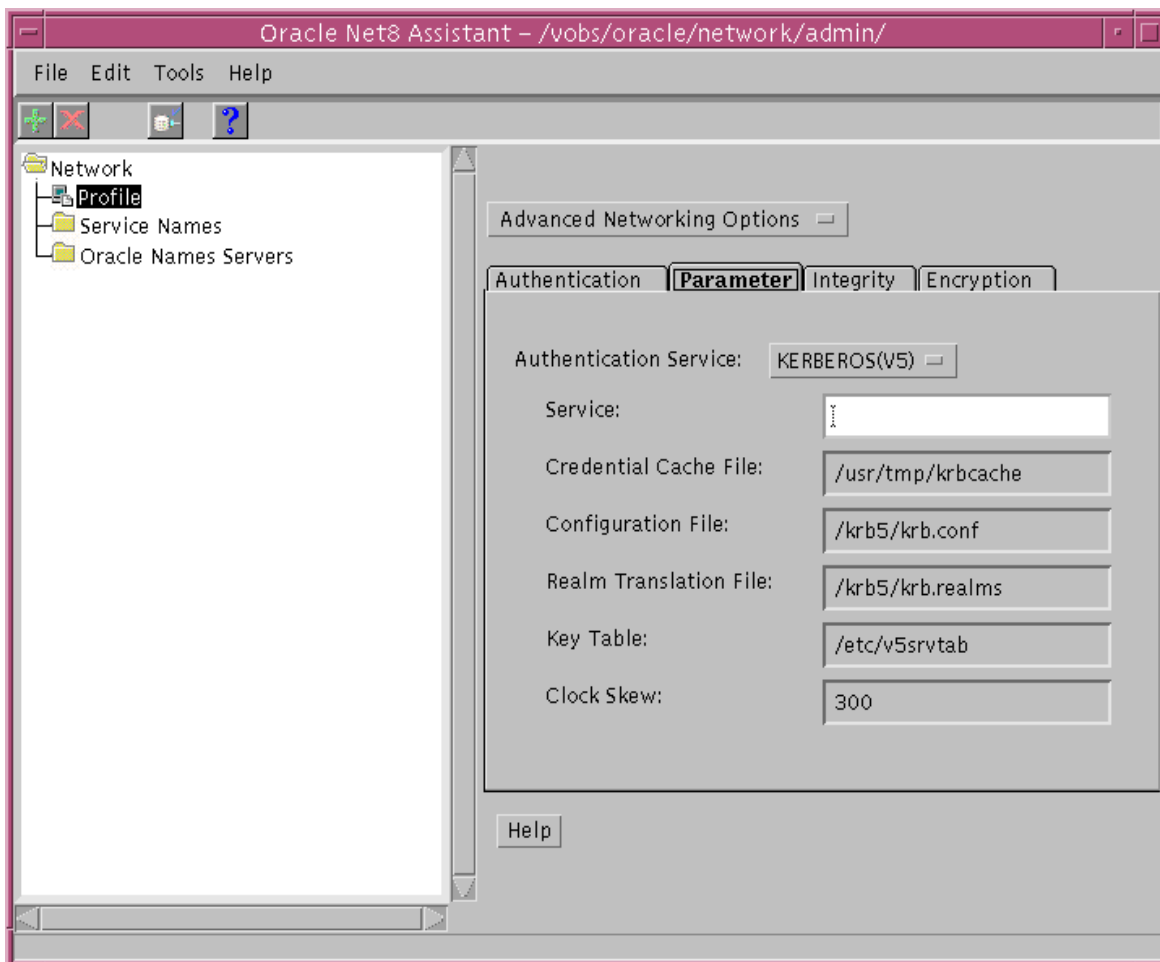 Oracle Net8 Assistant – /vobs/oracle/network/admin/
File Edit Tools Help
?
Network
Profile
Service Names
Oracle Names Servers
Advanced Networking Options
Authentication Parameter Integrity Encryption
Authentication Service: KERBEROS(V5)
Service:
Credential Cache File: /usr/tmp/krbcache
Configuration File: /krb5/krb.conf
Realm Translation File: /krb5/krb.realms
Key Table: /etc/v5srvtab
Clock Skew: 300
Help